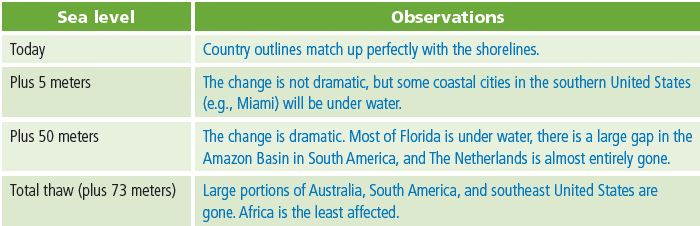 Sea level Observations
Today Country outlines match up perfectly with the shorelines.
Plus 5 meters The change is not dramatic, but some coastal cities in the southern United States
(e.g., Miami) will be under water.
Plus 50 meters The change is dramatic. Most of Florida is under water, there is a large gap in the
Amazon Basin in South America, and The Netherlands is almost entirely gone.
Total thaw (plus 73 meters) Large portions of Australia, South America, and southeast United States are
gone. Africa is the least affected.